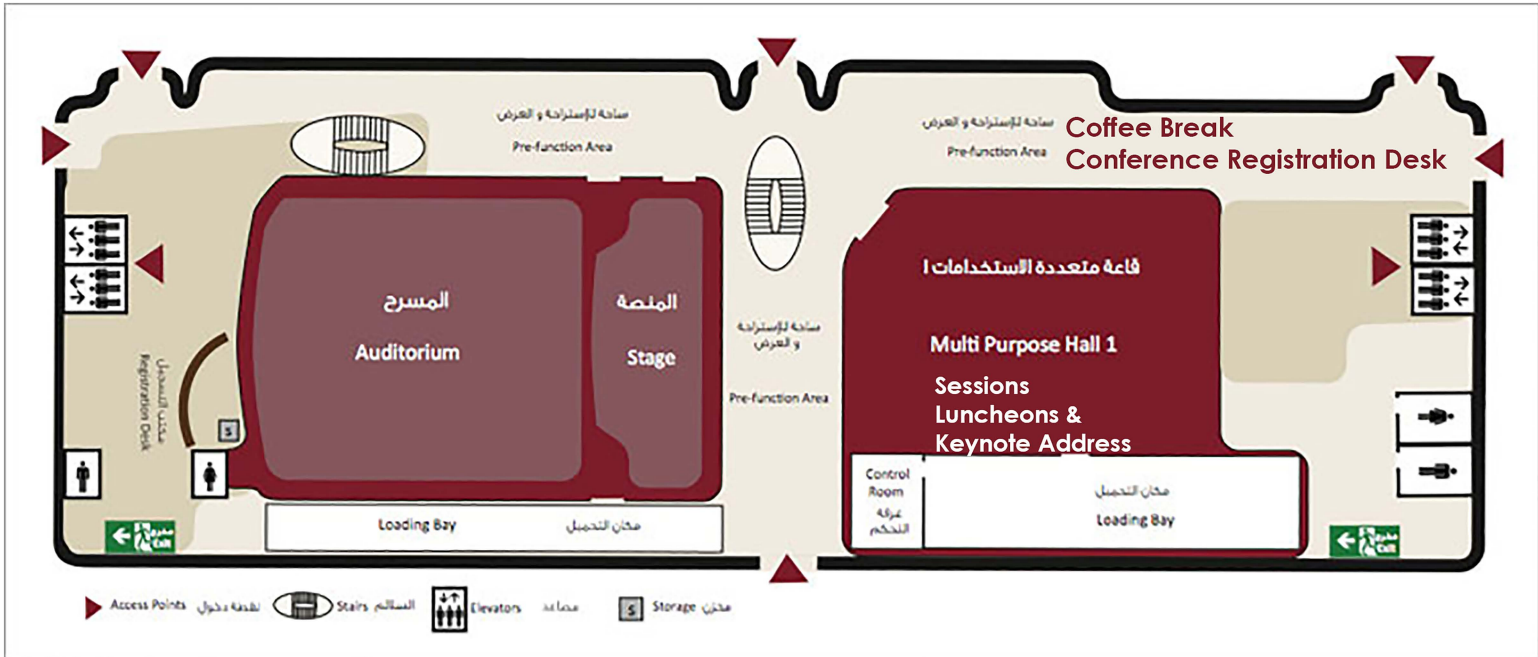 ساحة للإستراحة و العرض
Pre-function Area
ساحة للإستراحة و العرض
Pre-function Area
Coffee Break
Conference Registration Desk
المسرح
Auditorium
المنصة
Stage
ساحة للإستراحة
و العرض
Pre-function Area
قاعة متعددة الاستخدامات ا
Multi Purpose Hall 1
Sessions
Luncheons &
Keynote Address
مكتب التسجيل
Registration Desk
S
Control
Room
غرفة
التحكم
مكان التحميل
Loading Bay
Loading Bay مكان التحميل
مخرج
Exit
مخرج
Exit
Access Points نقطة دخول
Stairs السلالم
Elevators مصاعد
S Storage مخزن